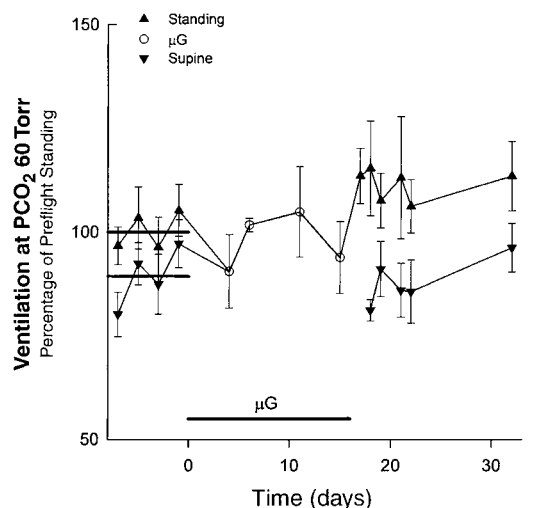 Standing
μG
Supine
150
100
50
Ventilation at PCO2 60 Torr
Percentage of Preflight Standing
μG
0 10 20 30
Time (days)